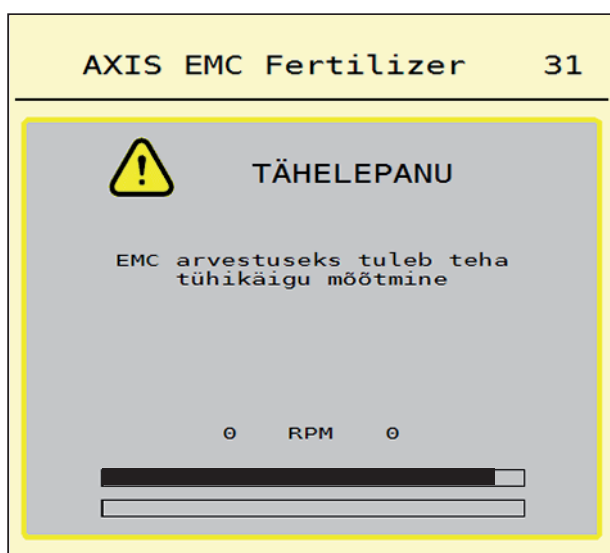 AXIS EMC Fertilizer 31
TÄHELEPANU
EMC arvestuseks tuleb teha
tühikäigu mõõtmine
0 RPM 0